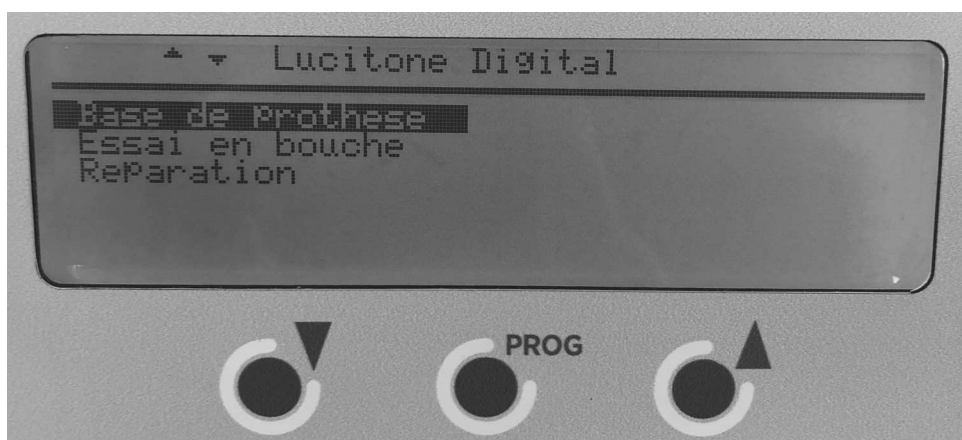 Lucitone Digital
Base de Prothese
Essai en bouche
Reparation
PROG